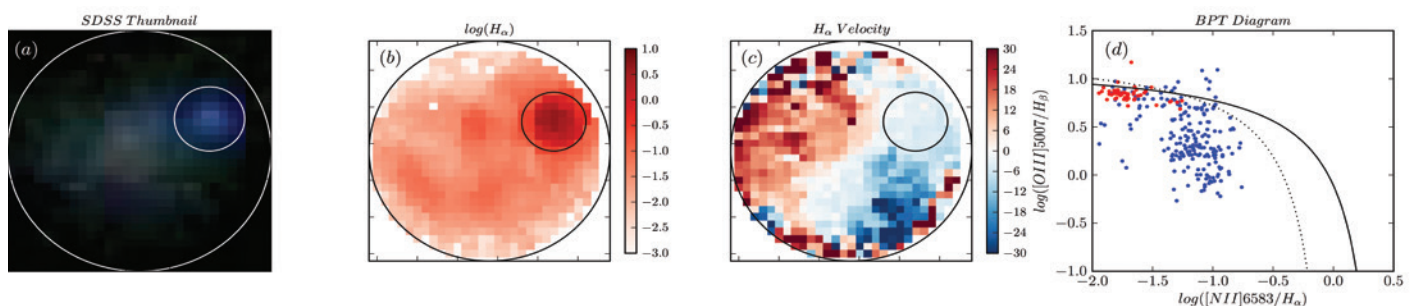 SDSS Thumbnail
(a)
log(Hα)
(b)
1.0
0.5
0.0
−0.5
−1.0
−1.5
−2.0
−2.5
−3.0
Hα Velocity
(c)
30
24
18
12
6
0
−6
−12
−18
−24
−30
BPT Diagram
(d)
log([OIII]5007/Hβ)
1.5
1.0
0.5
0.0
−0.5
−1.0
−2.0 −1.5 −1.0 −0.5 0.0 0.5
log([NII]6583/Hα)